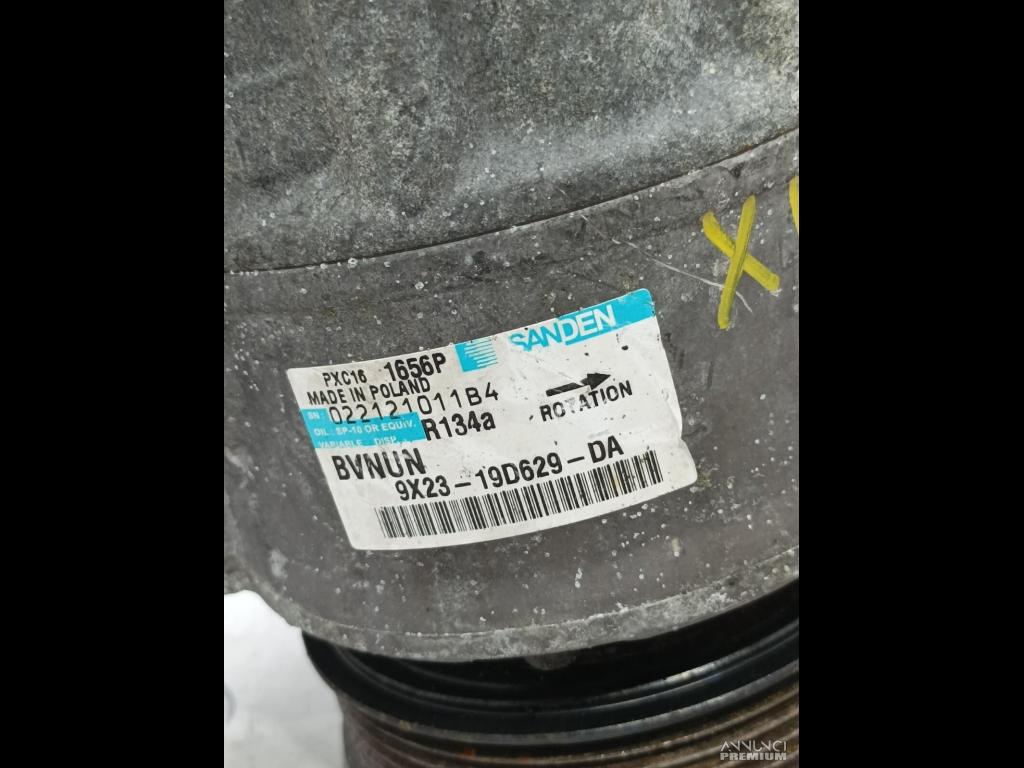 SANDEN
PXC16 1656P
MADE IN POLAND
SN: 022121011B4
OIL: SP-10 OR EQUIV.
VARIABLE DISP.
R134a
ROTATION
BVNUN
9X23-19D629-DA
X
ANNUNCI
PREMIUM